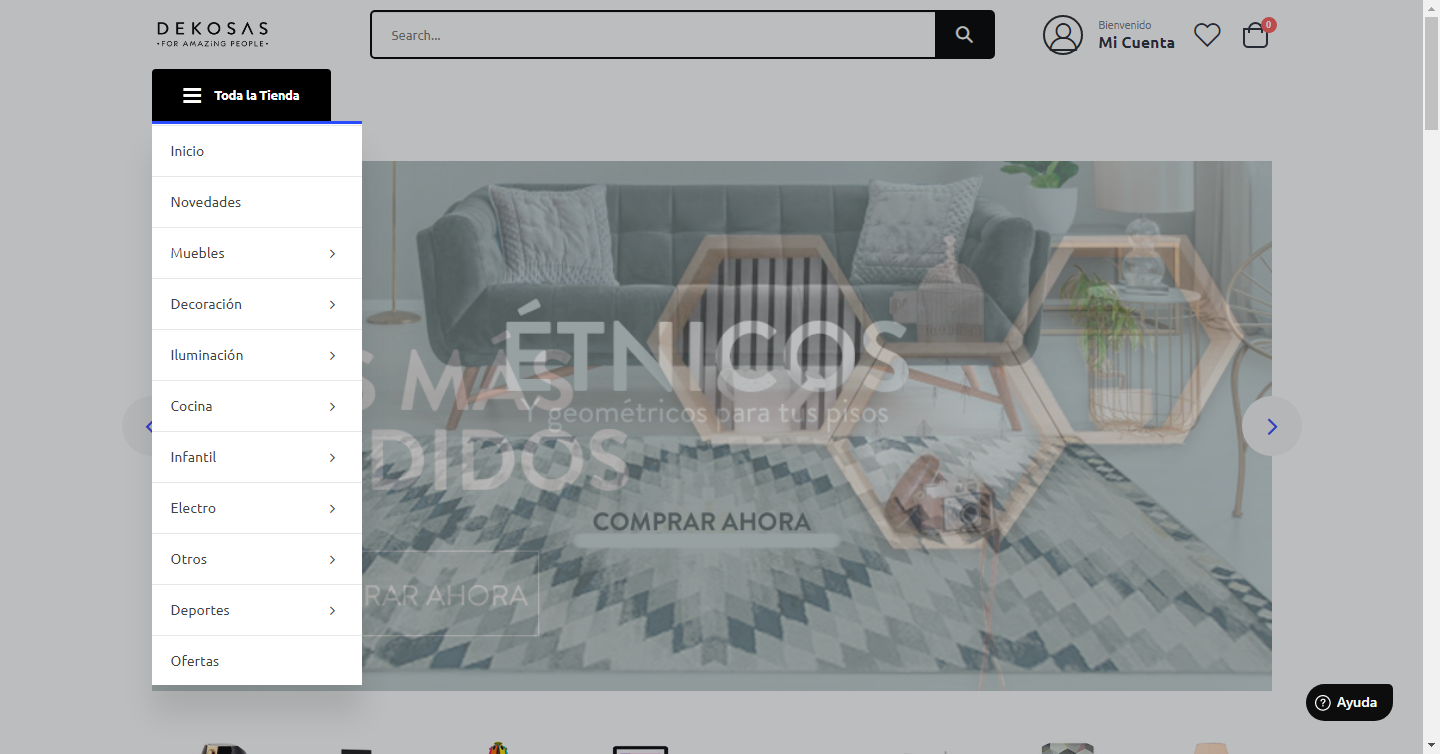 DEKOSAS
•FOR AMAZiNG PEOPLE•
Search...
Bienvenido
Mi Cuenta
0
Toda la Tienda
Inicio
Novedades
Muebles
Decoración
Iluminación
Cocina
Infantil
Electro
Otros
Deportes
Ofertas
ÉTNICOS
Y geométricos para tus pisos
COMPRAR AHORA
S MÁS
DIDOS
RAR AHORA
Ayuda